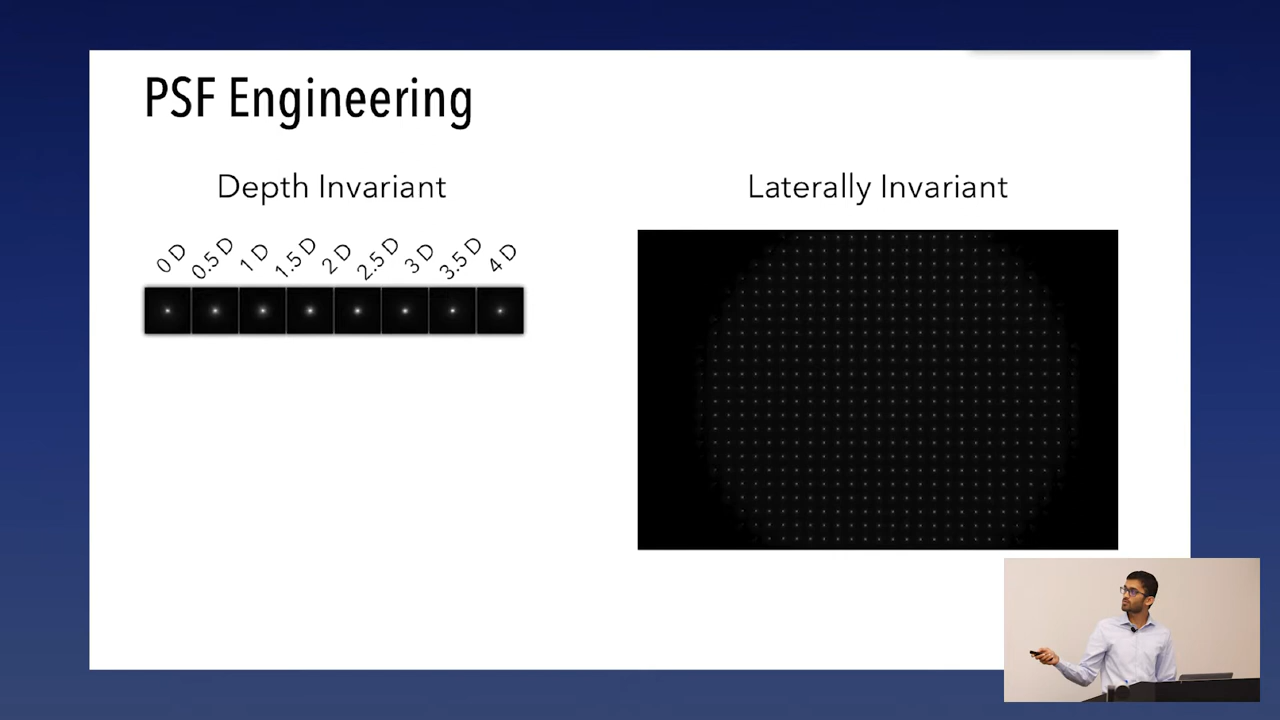 PSF Engineering
Depth Invariant
0 D
0.5 D
1 D
1.5 D
2 D
2.5 D
3 D
3.5 D
4 D
Laterally Invariant